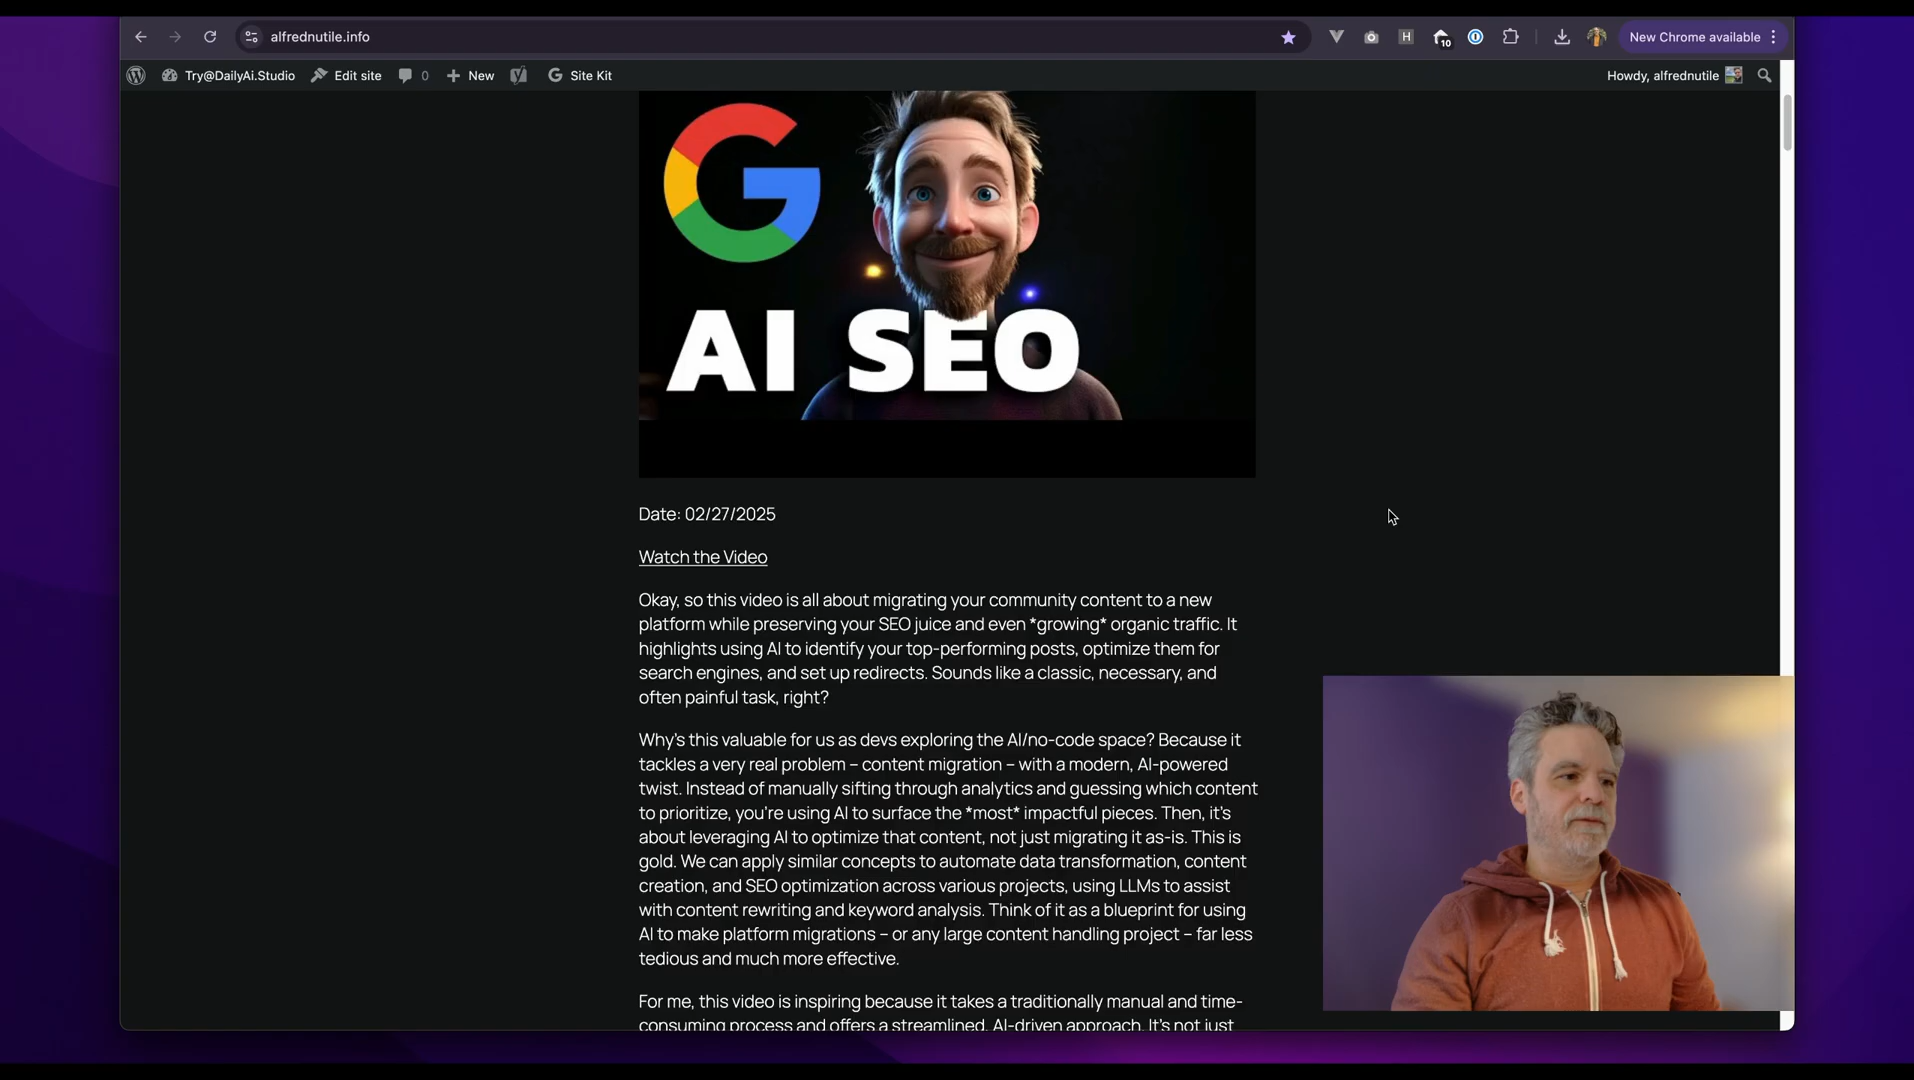 alfrednutile.info
New Chrome available
H
10
Try@DailyAi.Studio
Edit site
0
New
Site Kit
Howdy, alfrednutile
G
AI SEO
Date: 02/27/2025
Watch the Video
Okay, so this video is all about migrating your community content to a new
platform while preserving your SEO juice and even *growing* organic traffic. It
highlights using AI to identify your top-performing posts, optimize them for
search engines, and set up redirects. Sounds like a classic, necessary, and
often painful task, right?
Why's this valuable for us as devs exploring the AI/no-code space? Because it
tackles a very real problem – content migration – with a modern, AI-powered
twist. Instead of manually sifting through analytics and guessing which content
to prioritize, you're using AI to surface the *most* impactful pieces. Then, it's
about leveraging AI to optimize that content, not just migrating it as-is. This is
gold. We can apply similar concepts to automate data transformation, content
creation, and SEO optimization across various projects, using LLMs to assist
with content rewriting and keyword analysis. Think of it as a blueprint for using
AI to make platform migrations – or any large content handling project – far less
tedious and much more effective.
For me, this video is inspiring because it takes a traditionally manual and time-
consuming process and offers a streamlined, AI-driven approach. It's not just